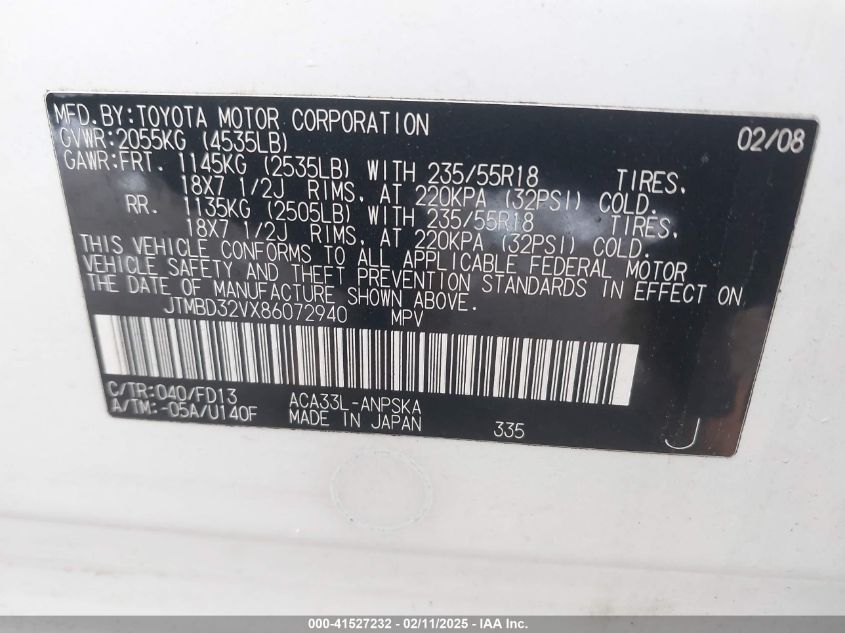 MFD. BY: TOYOTA MOTOR CORPORATION 02/08
GVWR: 2055KG (4535LB)
GAWR: FRT. 1145KG (2535LB) WITH 235/55R18 TIRES,
18X7 1/2J RIMS, AT 220KPA (32PSI) COLD.
RR. 1135KG (2505LB) WITH 235/55R18 TIRES,
18X7 1/2J RIMS, AT 220KPA (32PSI) COLD.
THIS VEHICLE CONFORMS TO ALL APPLICABLE FEDERAL MOTOR
VEHICLE SAFETY AND THEFT PREVENTION STANDARDS IN EFFECT ON
THE DATE OF MANUFACTURE SHOWN ABOVE.
JTMBD32VX86072940 MPV
C/TR: 040/FD13 ACA33L-ANPSKA
A/TM: -05A/U140F MADE IN JAPAN 335 J
000-41527232 - 02/11/2025 - IAA Inc.